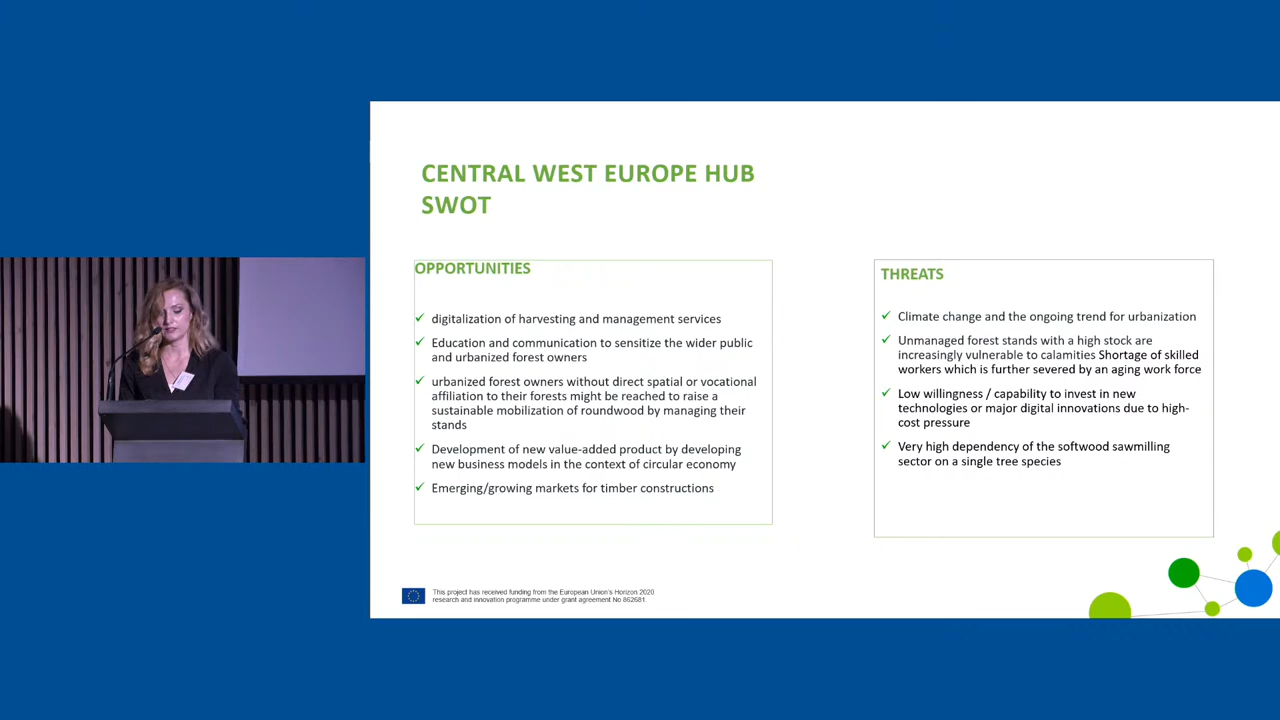 CENTRAL WEST EUROPE HUB
SWOT
OPPORTUNITIES
✓ digitalization of harvesting and management services
✓ Education and communication to sensitize the wider public
and urbanized forest owners
✓ urbanized forest owners without direct spatial or vocational
affiliation to their forests might be reached to raise a
sustainable mobilization of roundwood by managing their
stands
✓ Development of new value-added product by developing
new business models in the context of circular economy
✓ Emerging/growing markets for timber constructions
THREATS
✓ Climate change and the ongoing trend for urbanization
✓ Unmanaged forest stands with a high stock are
increasingly vulnerable to calamities Shortage of skilled
workers which is further severed by an aging work force
✓ Low willingness / capability to invest in new
technologies or major digital innovations due to high-
cost pressure
✓ Very high dependency of the softwood sawmilling
sector on a single tree species
This project has received funding from the European Union's Horizon 2020
research and innovation programme under grant agreement No 862681.